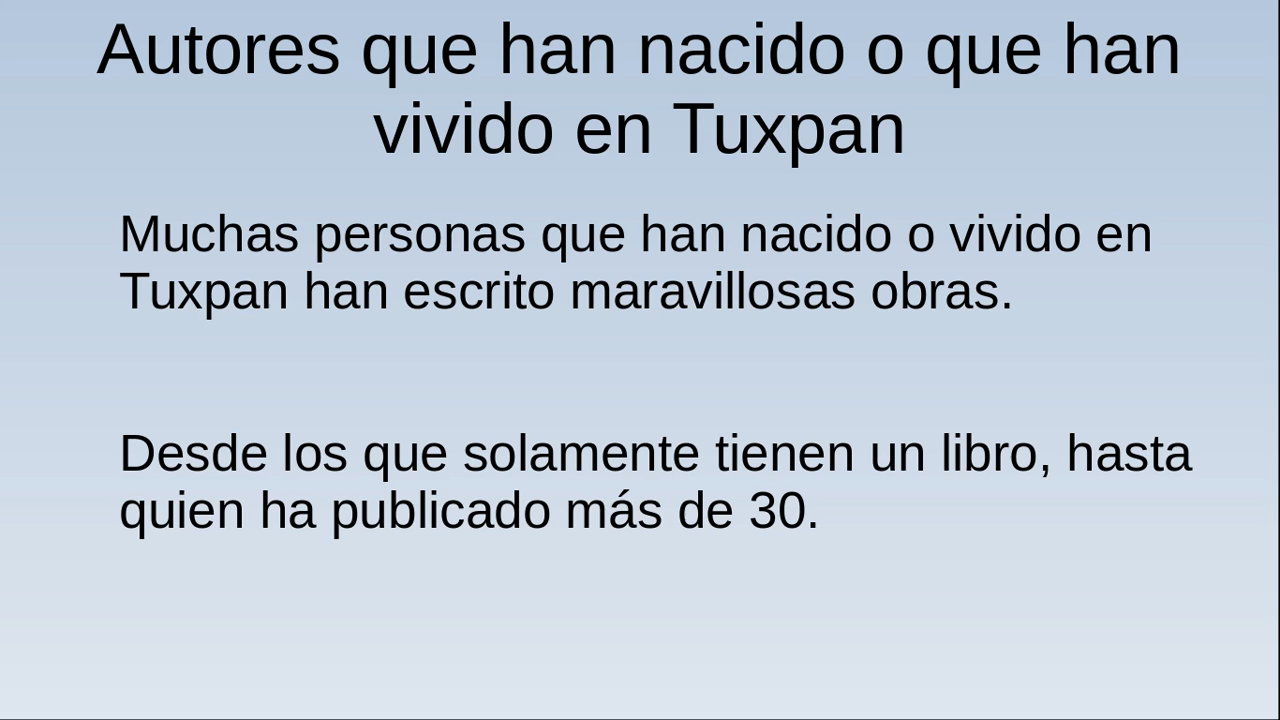 Autores que han nacido o que han
vivido en Tuxpan
Muchas personas que han nacido o vivido en
Tuxpan han escrito maravillosas obras.
Desde los que solamente tienen un libro, hasta
quien ha publicado más de 30.